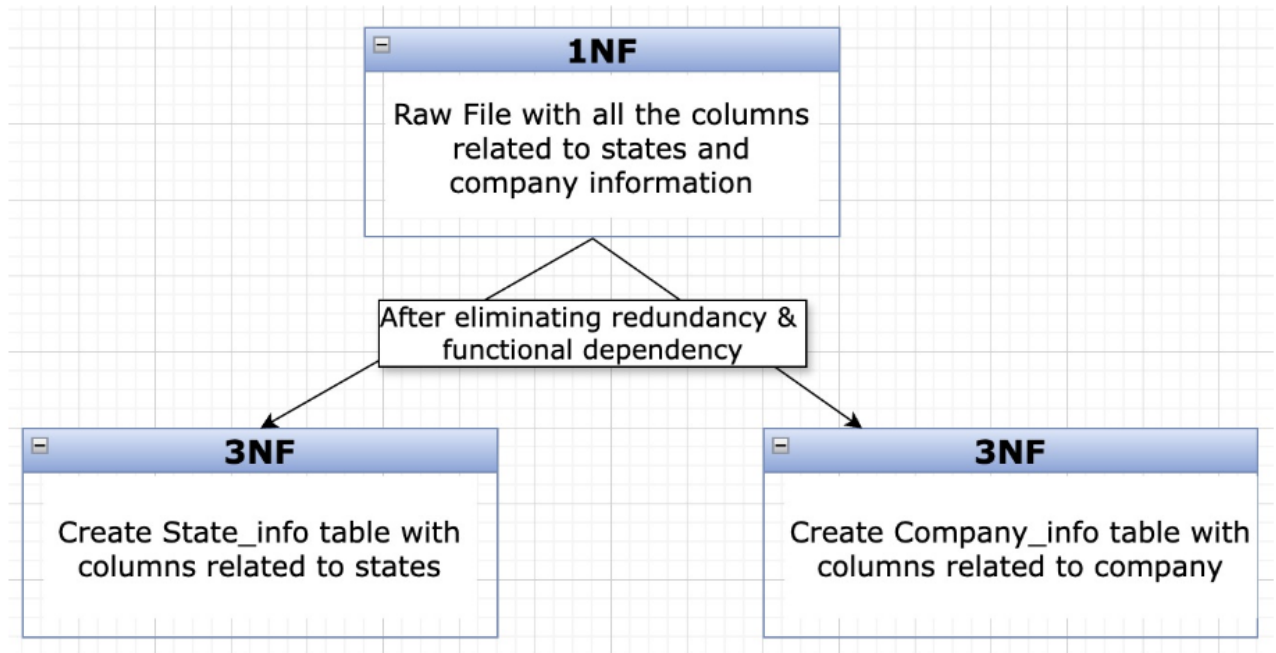 1NF
Raw File with all the columns
related to states and
company information
After eliminating redundancy &
functional dependency
3NF
Create State_info table with
columns related to states
3NF
Create Company_info table with
columns related to company